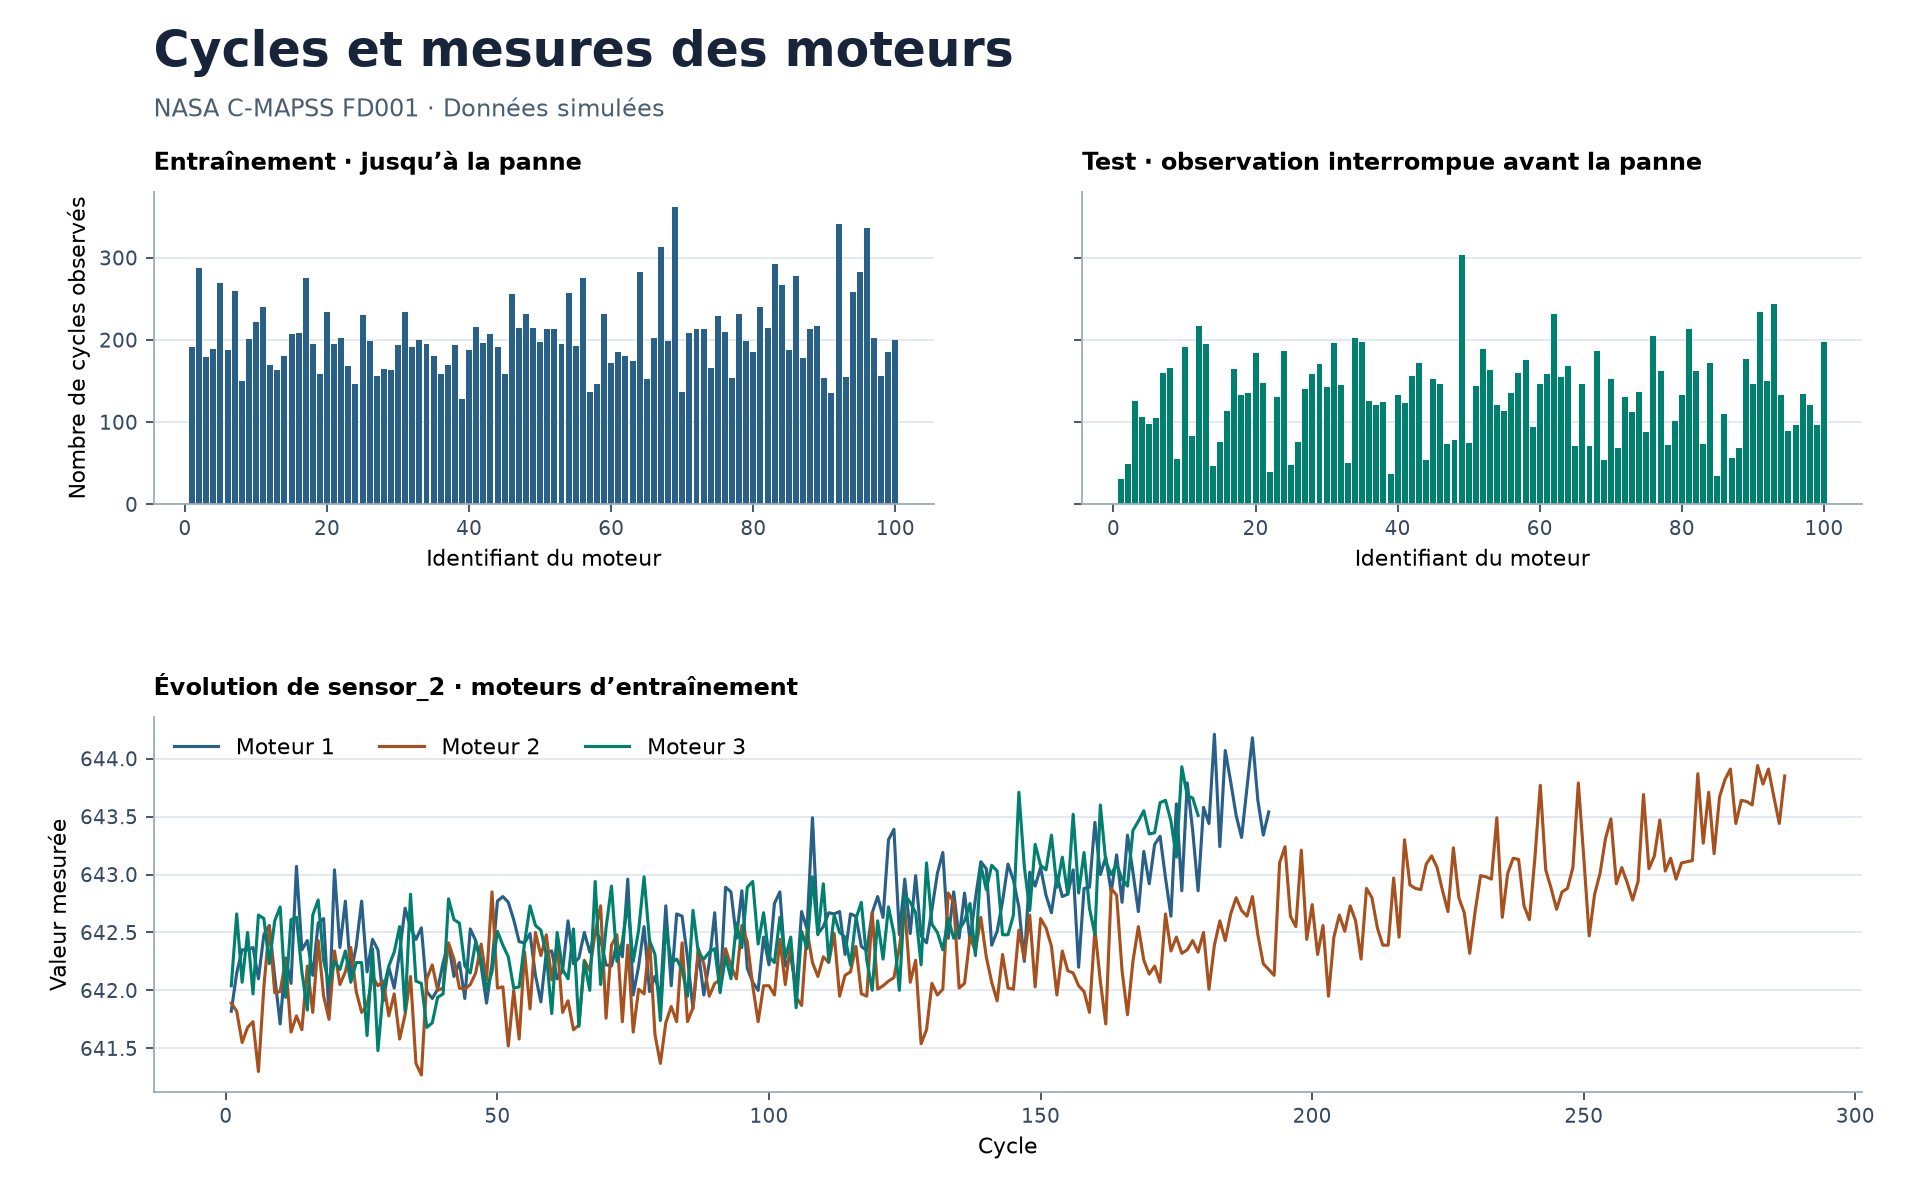 Cycles et mesures des moteurs
NASA C-MAPSS FD001 · Données simulées
Entraînement · jusqu’à la panne
Nombre de cycles observés
300
200
100
0
0 20 40 60 80 100
Identifiant du moteur
Test · observation interrompue avant la panne
0 20 40 60 80 100
Identifiant du moteur
Évolution de sensor_2 · moteurs d’entraînement
Moteur 1 Moteur 2 Moteur 3
Valeur mesurée
644.0
643.5
643.0
642.5
642.0
641.5
0 50 100 150 200 250 300
Cycle